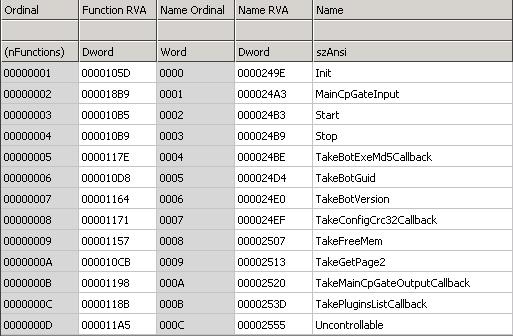 Ordinal Function RVA Name Ordinal Name RVA Name
(nFunctions) Dword Word Dword szAnsi
00000001 0000105D 0000 0000249E Init
00000002 000018B9 0001 000024A3 MainCpGateInput
00000003 000010B5 0002 000024B3 Start
00000004 000010B9 0003 000024B9 Stop
00000005 0000117E 0004 000024BE TakeBotExeMd5Callback
00000006 000010D8 0005 000024D4 TakeBotGuid
00000007 00001164 0006 000024E0 TakeBotVersion
00000008 00001171 0007 000024EF TakeConfigCrc32Callback
00000009 00001157 0008 00002507 TakeFreeMem
0000000A 000010CB 0009 00002513 TakeGetPage2
0000000B 00001198 000A 00002520 TakeMainCpGateOutputCallback
0000000C 0000118B 000B 0000253D TakePluginsListCallback
0000000D 000011A5 000C 00002555 Uncontrollable